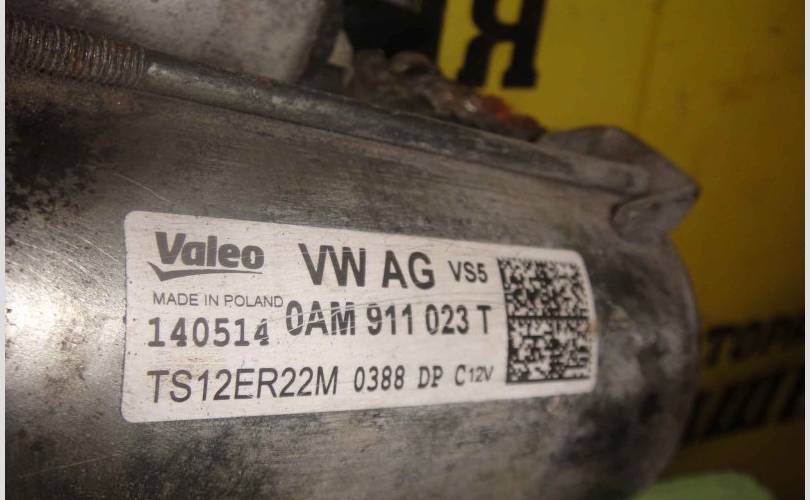 Я
Valeo VW AG VS5
MADE IN POLAND
140514 0AM 911 023 T
TS12ER22M 0388 DP C12V